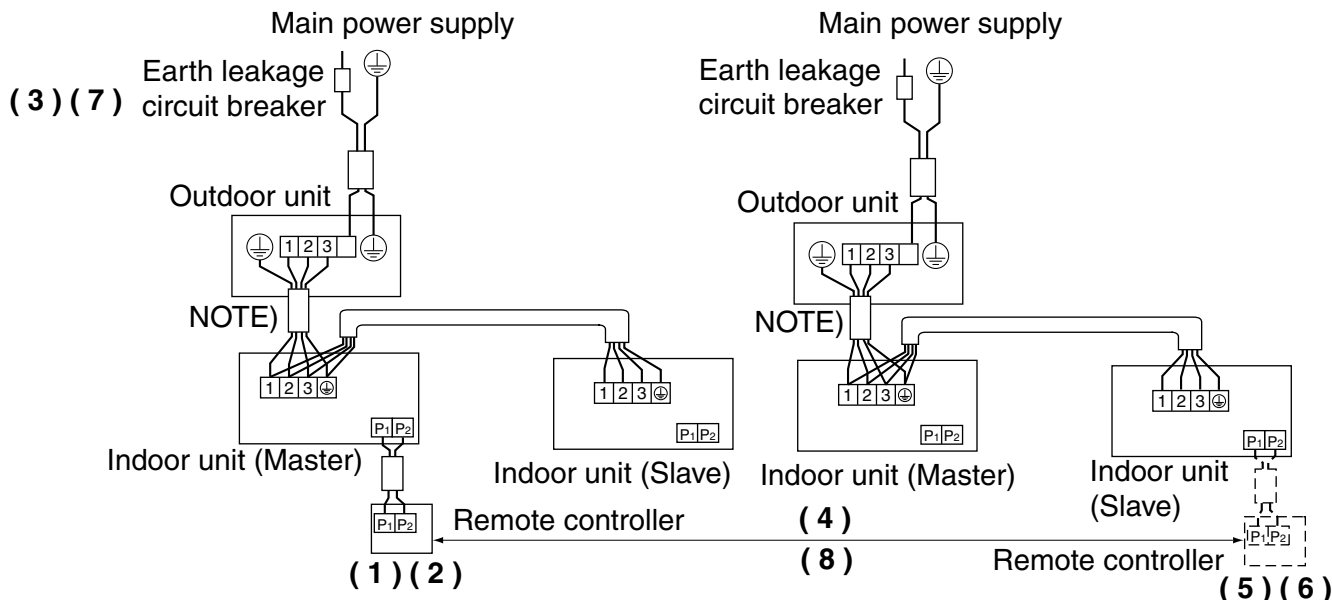 Main power supply
Earth leakage
circuit breaker
( 3 ) ( 7 )
Outdoor unit
1 2 3
NOTE)
1 2 3
P1 P2
Indoor unit (Master)
1 2 3
P1 P2
Indoor unit (Slave)
P1 P2
Remote controller
( 1 ) ( 2 )
Main power supply
Earth leakage
circuit breaker
Outdoor unit
1 2 3
NOTE)
1 2 3
P1 P2
Indoor unit (Master)
1 2 3
P1 P2
Indoor unit
(Slave)
( 4 )
( 8 )
P1 P2
Remote controller
( 5 ) ( 6 )